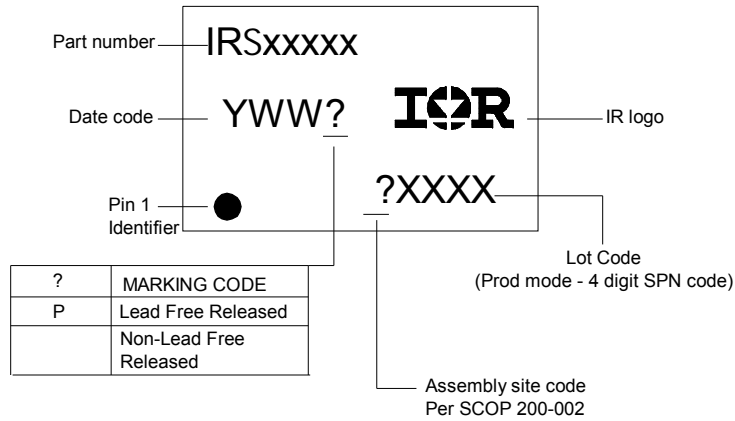 Part number
IRSxxxxx
Date code
YWW?
IOR
IR logo
Pin 1
Identifier
?XXXX
Lot Code
(Prod mode - 4 digit SPN code)
? MARKING CODE
P Lead Free Released
Non-Lead Free
Released
Assembly site code
Per SCOP 200-002